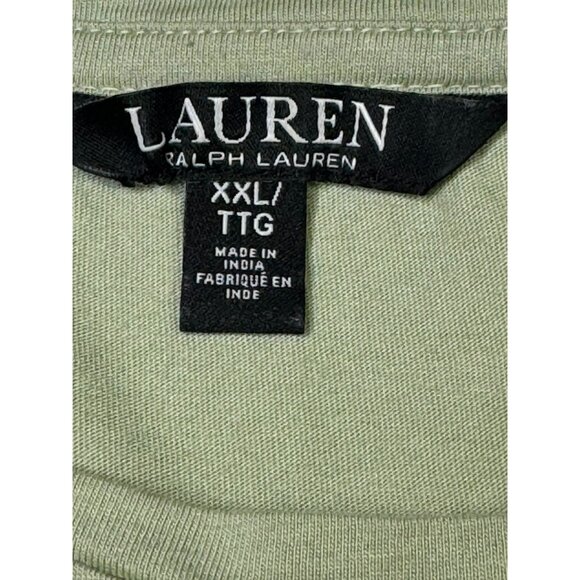 LAUREN
RALPH LAUREN
XXL/
TTG
MADE IN
INDIA
FABRIQUÉ EN
INDE